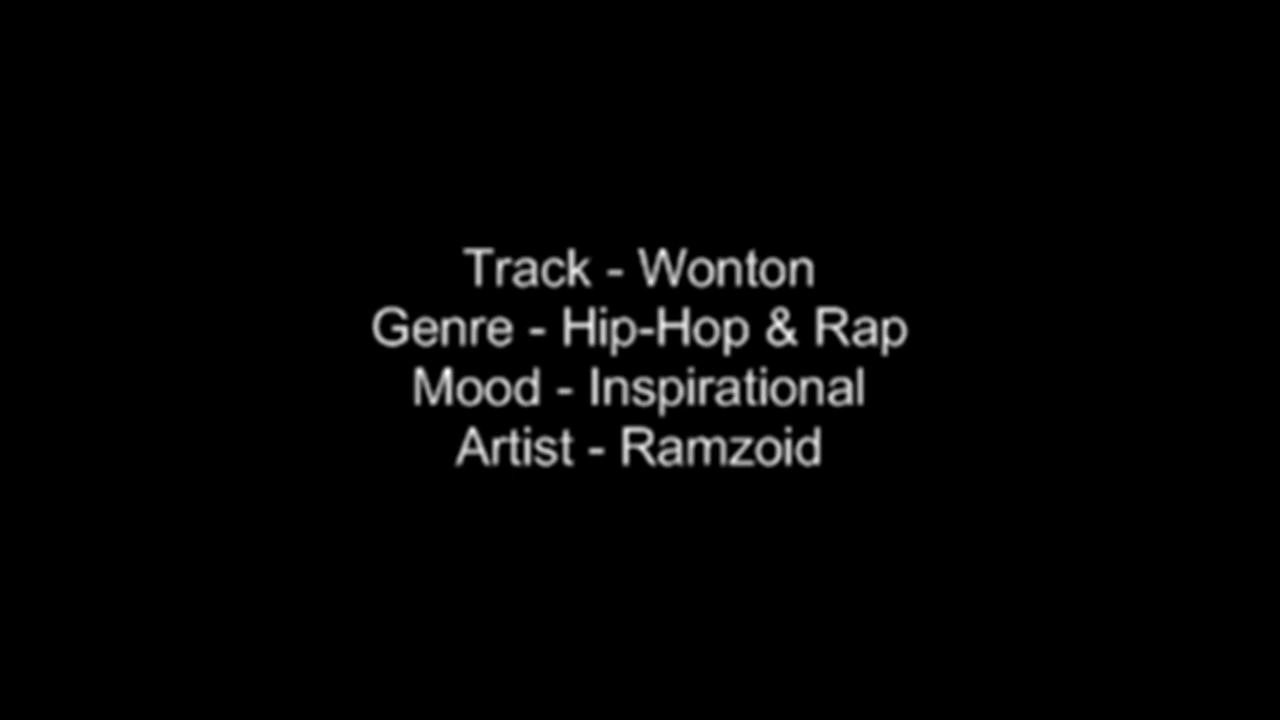 Track - Wonton
Genre - Hip-Hop & Rap
Mood - Inspirational
Artist - Ramzoid